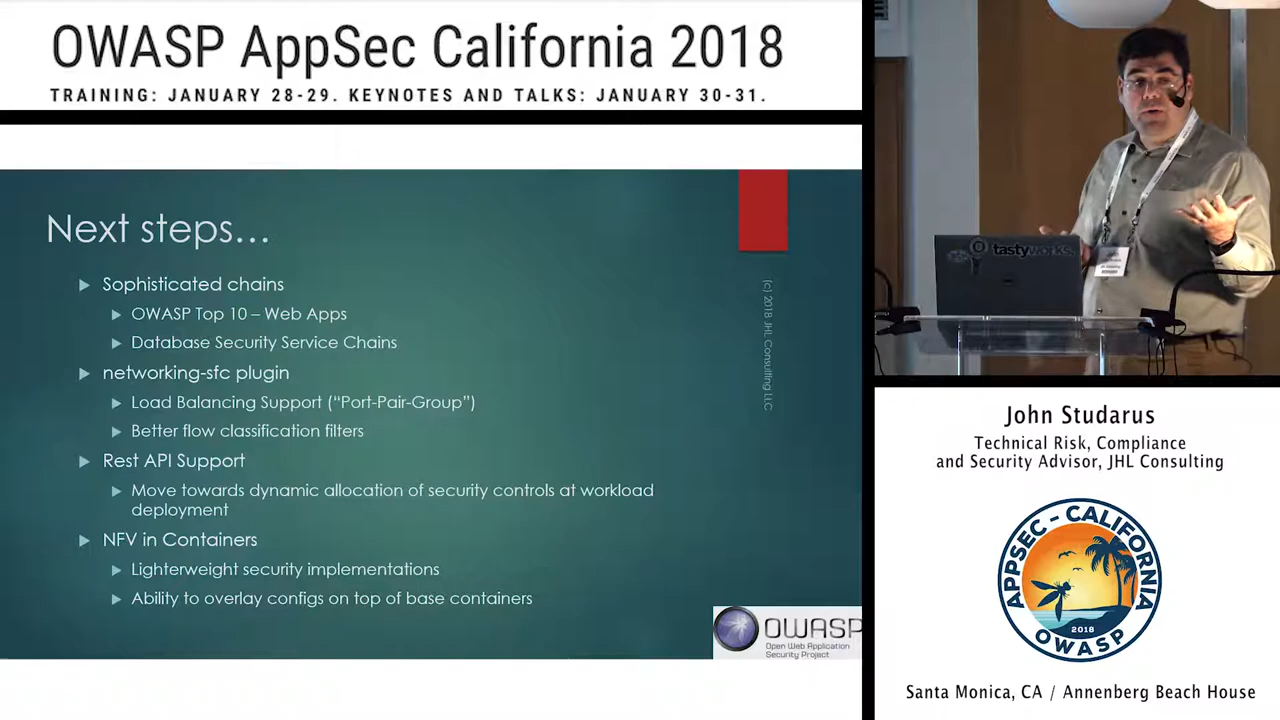 OWASP AppSec California 2018
TRAINING: JANUARY 28-29. KEYNOTES AND TALKS: JANUARY 30-31.
Next steps…
Sophisticated chains
OWASP Top 10 – Web Apps
Database Security Service Chains
networking-sfc plugin
Load Balancing Support (“Port-Pair-Group”)
Better flow classification filters
Rest API Support
Move towards dynamic allocation of security controls at workload
deployment
NFV in Containers
Lighterweight security implementations
Ability to overlay configs on top of base containers
(c) 2018 JHL Consulting LLC
OWASP
Open Web Application
Security Project
tastyworks.
John Studarus
Technical Risk, Compliance
and Security Advisor, JHL Consulting
APPSEC - CALIFORNIA
2018
OWASP
Santa Monica, CA / Annenberg Beach House